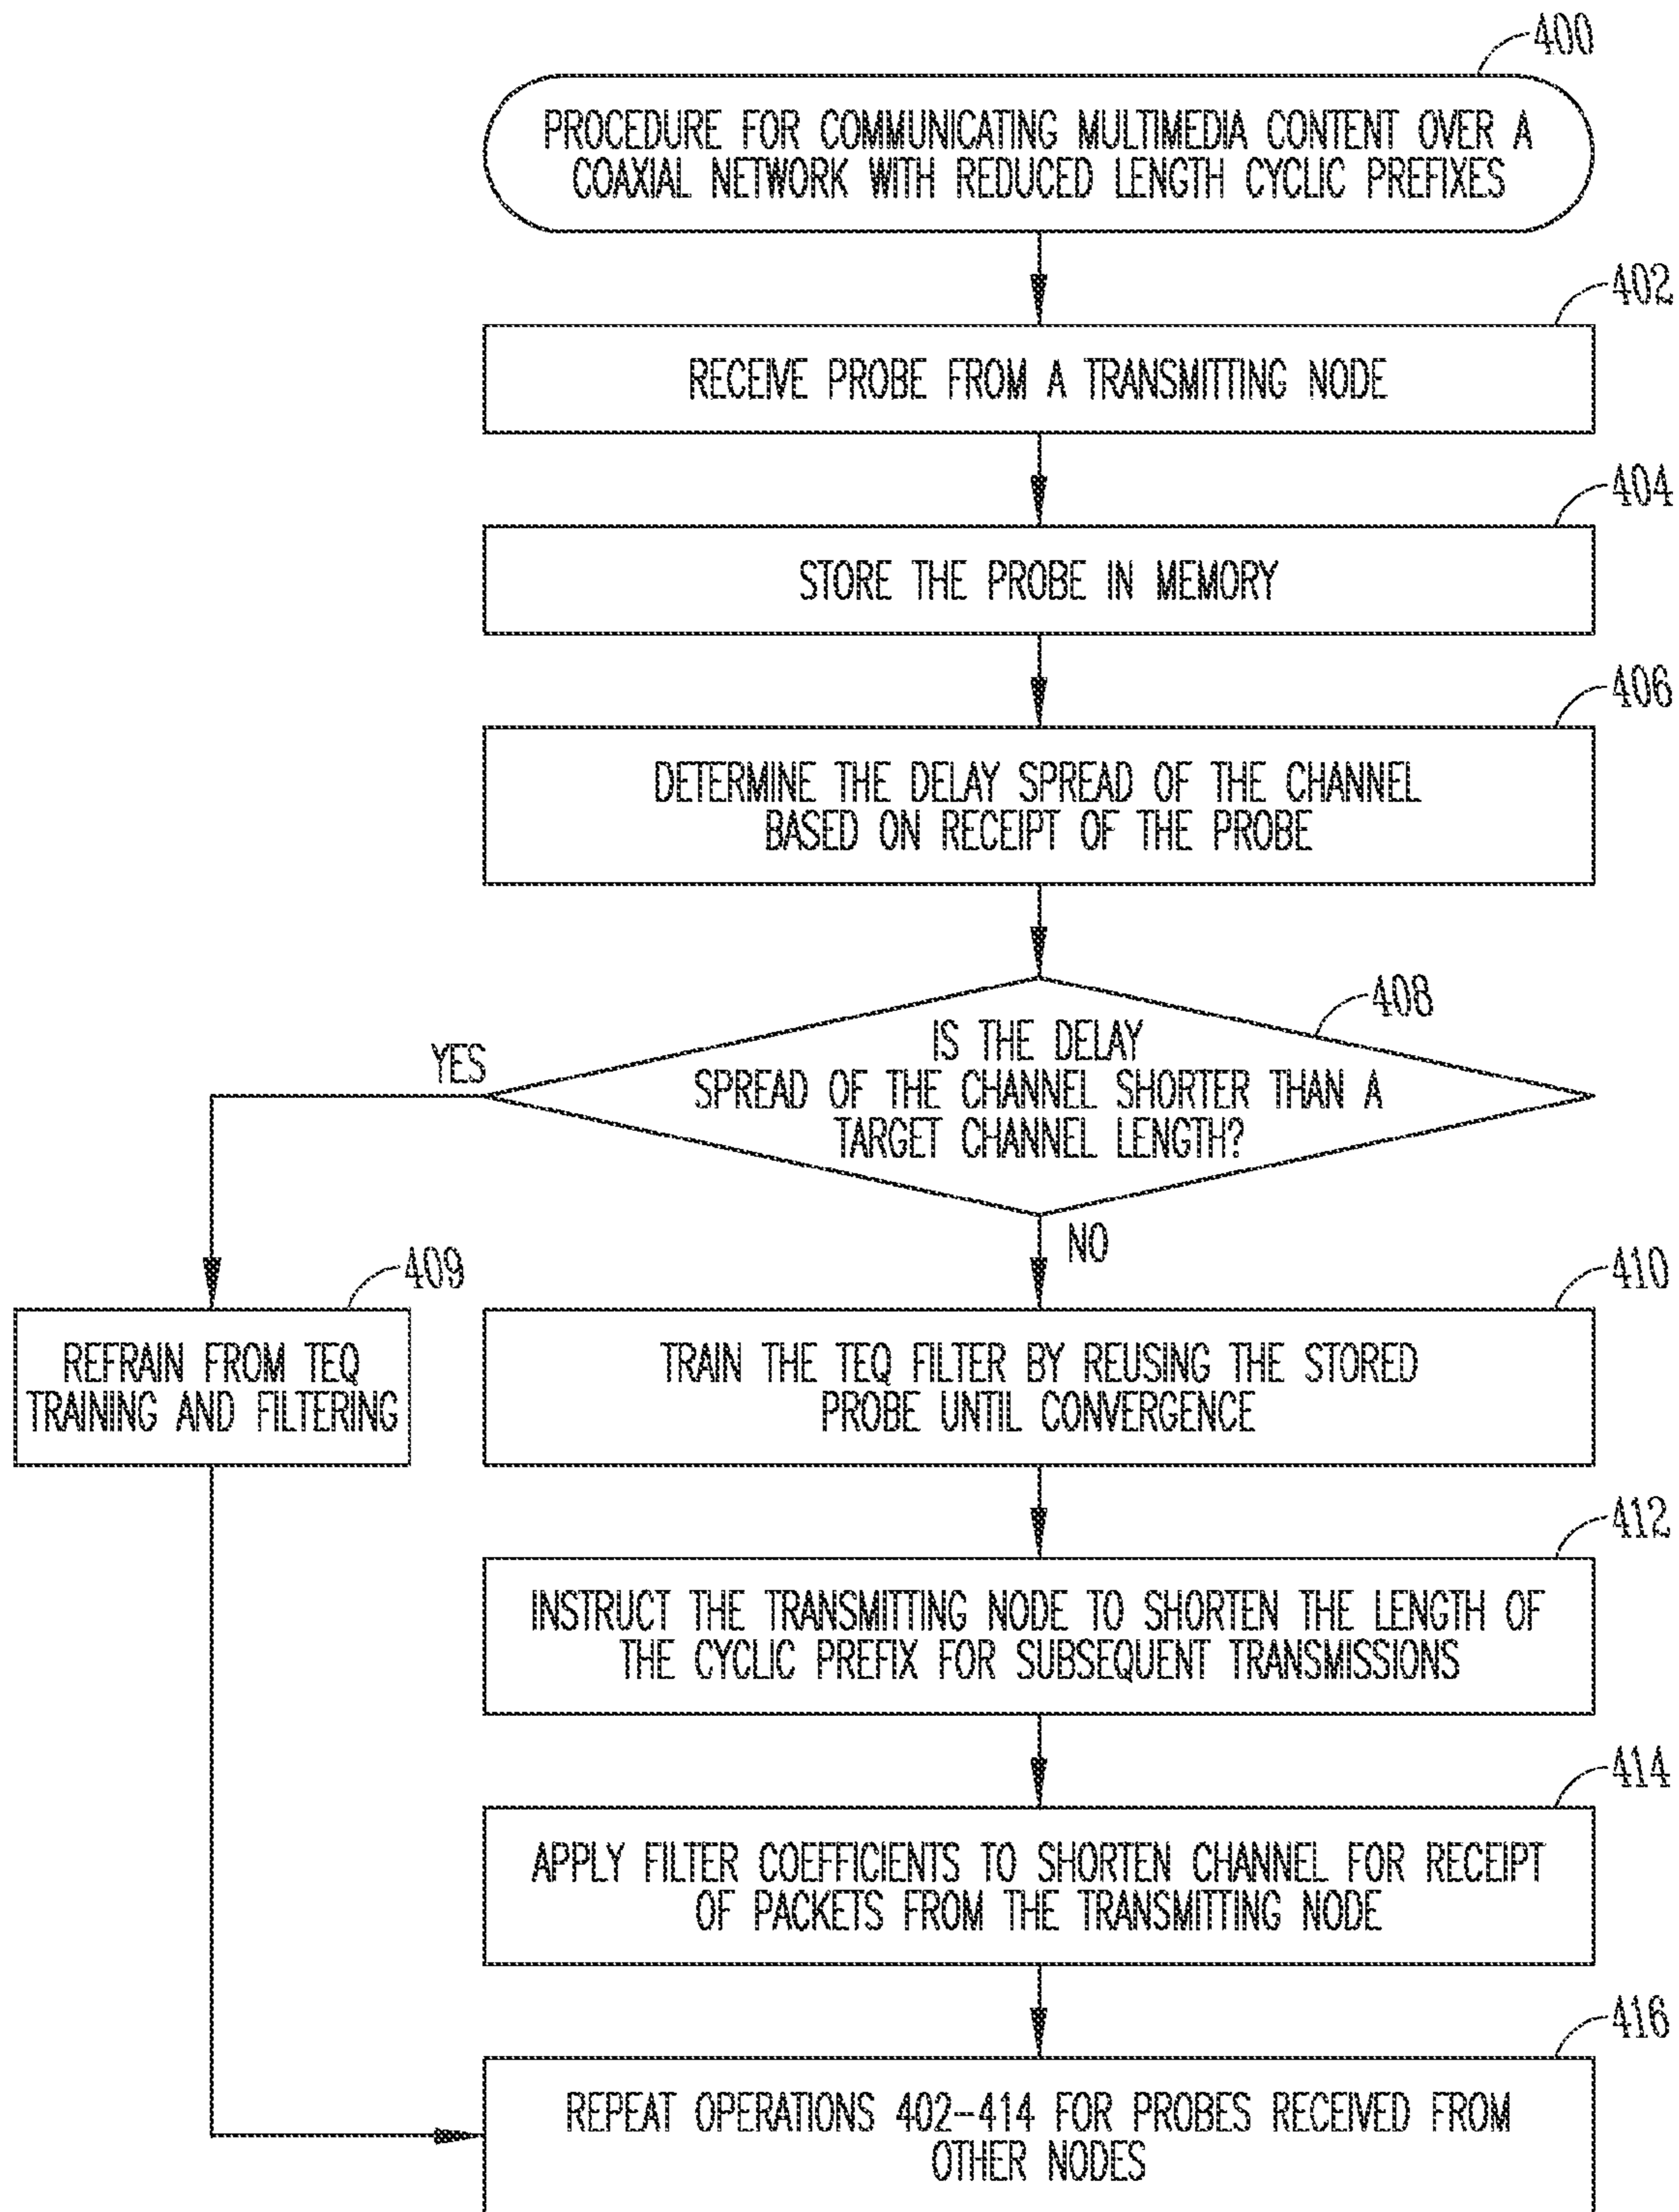 400
PROCEDURE FOR COMMUNICATING MULTIMEDIA CONTENT OVER A
COAXIAL NETWORK WITH REDUCED LENGTH CYCLIC PREFIXES
402
RECEIVE PROBE FROM A TRANSMITTING NODE
404
STORE THE PROBE IN MEMORY
406
DETERMINE THE DELAY SPREAD OF THE CHANNEL
BASED ON RECEIPT OF THE PROBE
408
IS THE DELAY
SPREAD OF THE CHANNEL SHORTER THAN A
TARGET CHANNEL LENGTH?
YES
NO
409
REFRAIN FROM TEQ
TRAINING AND FILTERING
410
TRAIN THE TEQ FILTER BY REUSING THE STORED
PROBE UNTIL CONVERGENCE
412
INSTRUCT THE TRANSMITTING NODE TO SHORTEN THE LENGTH OF
THE CYCLIC PREFIX FOR SUBSEQUENT TRANSMISSIONS
414
APPLY FILTER COEFFICIENTS TO SHORTEN CHANNEL FOR RECEIPT
OF PACKETS FROM THE TRANSMITTING NODE
416
REPEAT OPERATIONS 402-414 FOR PROBES RECEIVED FROM
OTHER NODES